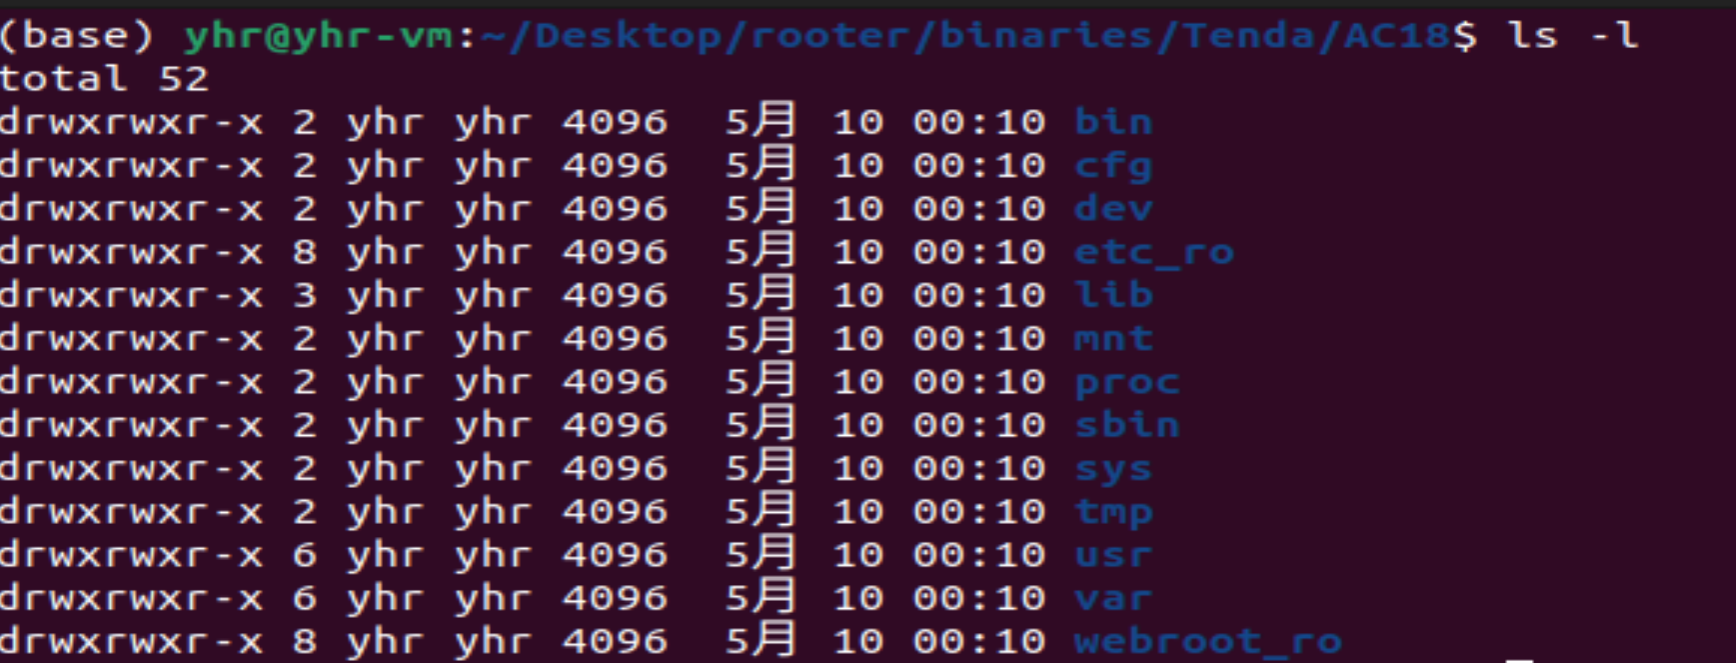 (base) yhr@yhr-vm:~/Desktop/rooter/binaries/Tenda/AC18$ ls -l
total 52
drwxrwxr-x 2 yhr yhr 4096  5月 10 00:10 bin
drwxrwxr-x 2 yhr yhr 4096  5月 10 00:10 cfg
drwxrwxr-x 2 yhr yhr 4096  5月 10 00:10 dev
drwxrwxr-x 8 yhr yhr 4096  5月 10 00:10 etc_ro
drwxrwxr-x 3 yhr yhr 4096  5月 10 00:10 lib
drwxrwxr-x 2 yhr yhr 4096  5月 10 00:10 mnt
drwxrwxr-x 2 yhr yhr 4096  5月 10 00:10 proc
drwxrwxr-x 2 yhr yhr 4096  5月 10 00:10 sbin
drwxrwxr-x 2 yhr yhr 4096  5月 10 00:10 sys
drwxrwxr-x 2 yhr yhr 4096  5月 10 00:10 tmp
drwxrwxr-x 6 yhr yhr 4096  5月 10 00:10 usr
drwxrwxr-x 6 yhr yhr 4096  5月 10 00:10 var
drwxrwxr-x 8 yhr yhr 4096  5月 10 00:10 webroot_ro